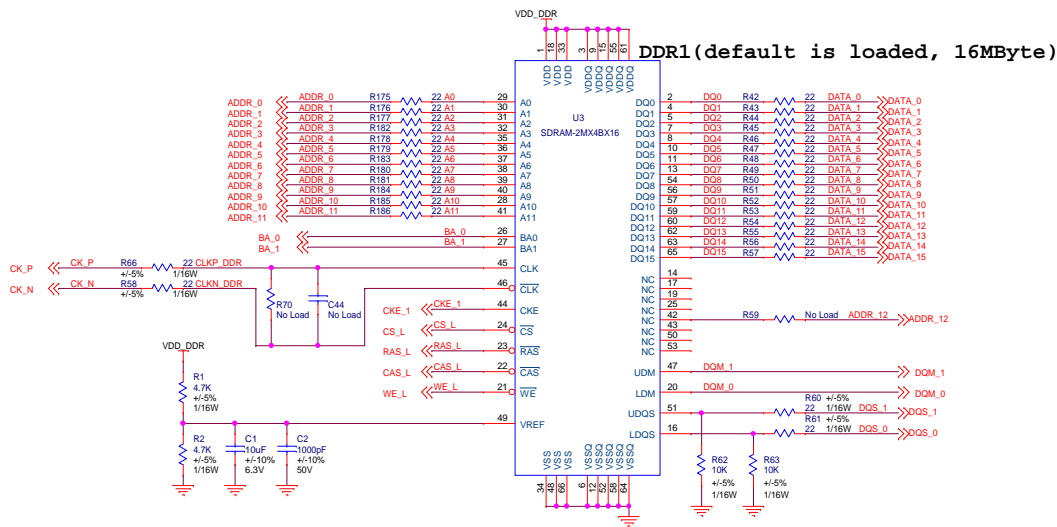 VDD_DDR
DDR1(default is loaded, 16MByte)
1 18 33 3 9 15 55 61
VDD VDD VDD VDDQ VDDQ VDDQ VDDQ VDDQ
U3
SDRAM-2MX4BX16
ADDR_0 ADDR_0 R175 22 A0 29 A0
ADDR_1 ADDR_1 R176 22 A1 30 A1
ADDR_2 ADDR_2 R177 22 A2 31 A2
ADDR_3 ADDR_3 R182 22 A3 32 A3
ADDR_4 ADDR_4 R178 22 A4 35 A4
ADDR_5 ADDR_5 R179 22 A5 36 A5
ADDR_6 ADDR_6 R183 22 A6 37 A6
ADDR_7 ADDR_7 R180 22 A7 38 A7
ADDR_8 ADDR_8 R181 22 A8 39 A8
ADDR_9 ADDR_9 R184 22 A9 40 A9
ADDR_10 ADDR_10 R185 22 A10 28 A10
ADDR_11 ADDR_11 R186 22 A11 41 A11
BA_0 BA_0 26 BA0
BA_1 BA_1 27 BA1
CK_P CK_P R66 22 CLKP_DDR 45 CLK
+/-5% 1/16W
CK_N CK_N R58 22 CLKN_DDR 46 CLK
+/-5% 1/16W
R70
No Load
C44
No Load
CKE_1 CKE_1 44 CKE
CS_L CS_L 24 CS
RAS_L RAS_L 23 RAS
CAS_L CAS_L 22 CAS
WE_L WE_L 21 WE
49 VREF
VDD_DDR
R1
4.7K
+/-5%
1/16W
R2
4.7K
+/-5%
1/16W
C1
10uF
+/-10%
6.3V
C2
1000pF
+/-10%
50V
DQ0 2 DQ0 R42 22 DATA_0 DATA_0
DQ1 4 DQ1 R43 22 DATA_1 DATA_1
DQ2 5 DQ2 R44 22 DATA_2 DATA_2
DQ3 7 DQ3 R45 22 DATA_3 DATA_3
DQ4 8 DQ4 R46 22 DATA_4 DATA_4
DQ5 10 DQ5 R47 22 DATA_5 DATA_5
DQ6 11 DQ6 R48 22 DATA_6 DATA_6
DQ7 13 DQ7 R49 22 DATA_7 DATA_7
DQ8 54 DQ8 R50 22 DATA_8 DATA_8
DQ9 56 DQ9 R51 22 DATA_9 DATA_9
DQ10 57 DQ10 R52 22 DATA_10 DATA_10
DQ11 59 DQ11 R53 22 DATA_11 DATA_11
DQ12 60 DQ12 R54 22 DATA_12 DATA_12
DQ13 62 DQ13 R55 22 DATA_13 DATA_13
DQ14 63 DQ14 R56 22 DATA_14 DATA_14
DQ15 65 DQ15 R57 22 DATA_15 DATA_15
NC 14
NC 17
NC 19
NC 25
NC 42 R59 No Load ADDR_12 ADDR_12
NC 43
NC 50
NC 53
UDM 47 DQM_1 DQM_1
LDM 20 DQM_0 DQM_0
UDQS 51 R60 +/-5% 22 1/16W DQS_1 DQS_1
LDQS 16 R61 +/-5% 22 1/16W DQS_0 DQS_0
R62
10K
+/-5%
1/16W
R63
10K
+/-5%
1/16W
VSS VSS VSS VSSQ VSSQ VSSQ VSSQ VSSQ
34 48 66 6 12 52 58 64